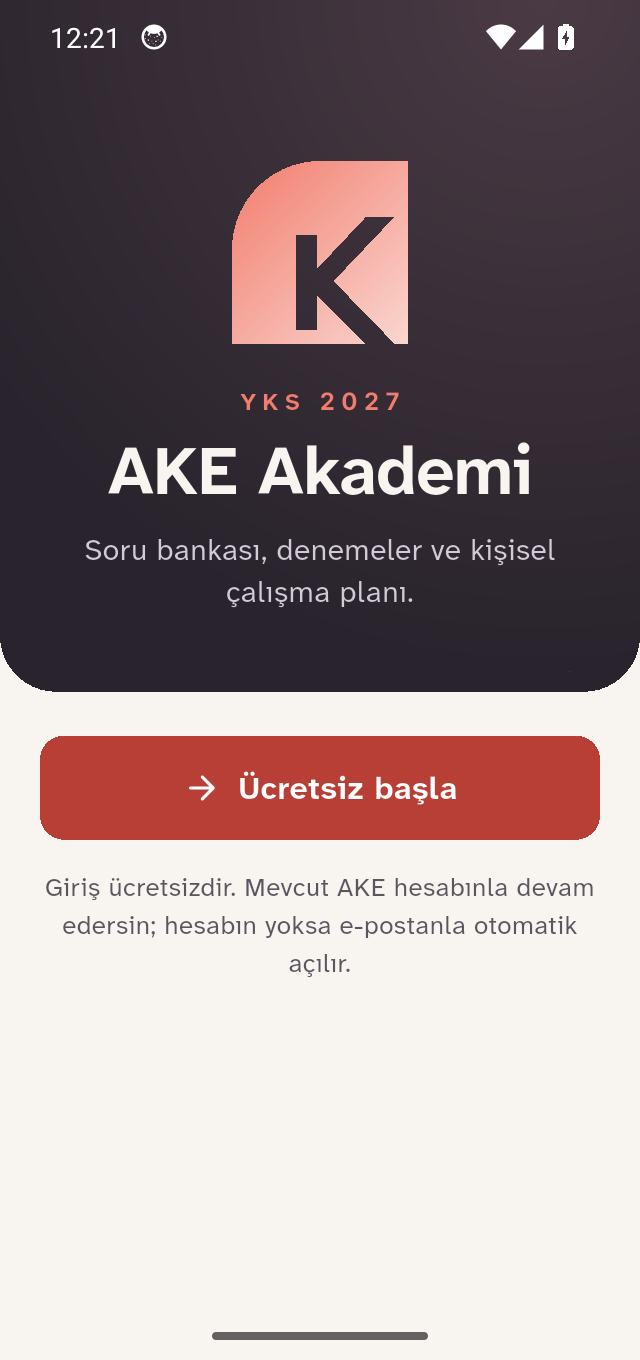 12:21
K
YKS 2027
AKE Akademi
Soru bankası, denemeler ve kişisel
çalışma planı.
Ücretsiz başla
Giriş ücretsizdir. Mevcut AKE hesabınla devam
edersin; hesabın yoksa e-postanla otomatik
açılır.